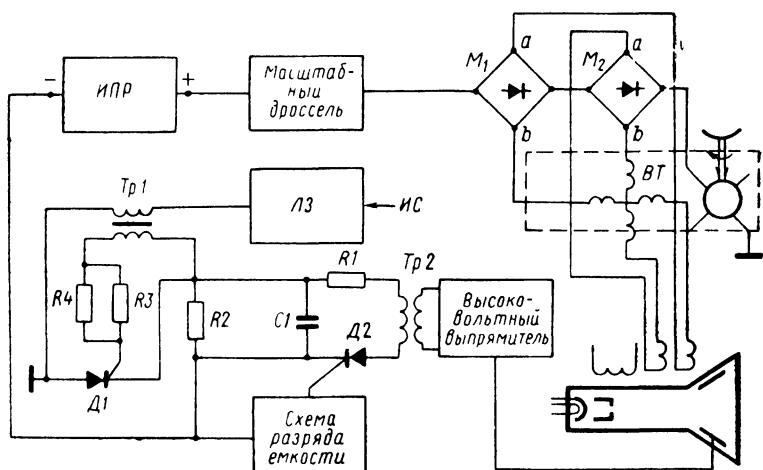 a
a
M₁
M₂
−
+
ИПР
Масштаб-
ный
дроссель
b
b
ВТ
Тр1
ЛЗ
ИС
R1
Тр2
R4
R3
R2
C1
Д2
Высоко-
вольтный
выпрямитель
Д1
Схема
разряда
емкости